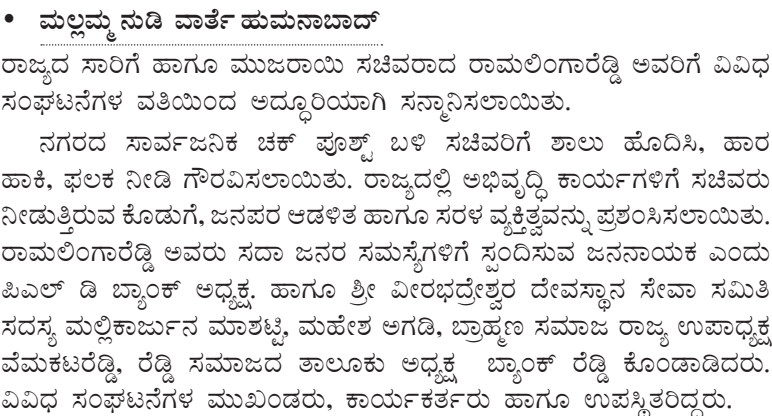 • ಮಲ್ಲಮ್ಮ ನುಡಿ ವಾರ್ತೆ ಹುಮನಾಬಾದ್
ರಾಜ್ಯದ ಸಾರಿಗೆ ಹಾಗೂ ಮುಜರಾಯಿ ಸಚಿವರಾದ ರಾಮಲಿಂಗಾರೆಡ್ಡಿ ಅವರಿಗೆ ವಿವಿಧ
ಸಂಘಟನೆಗಳ ವತಿಯಿಂದ ಅದ್ಧೂರಿಯಾಗಿ ಸನ್ಮಾನಿಸಲಾಯಿತು.
ನಗರದ ಸಾರ್ವಜನಿಕ ಚಕ್ ಪೂಶ್ಟ್ ಬಳಿ ಸಚಿವರಿಗೆ ಶಾಲು ಹೊದಿಸಿ, ಹಾರ
ಹಾಕಿ, ಫಲಕ ನೀಡಿ ಗೌರವಿಸಲಾಯಿತು. ರಾಜ್ಯದಲ್ಲಿ ಅಭಿವೃದ್ಧಿ ಕಾರ್ಯಗಳಿಗೆ ಸಚಿವರು
ನೀಡುತ್ತಿರುವ ಕೊಡುಗೆ, ಜನಪರ ಆಡಳಿತ ಹಾಗೂ ಸರಳ ವ್ಯಕ್ತಿತ್ವವನ್ನು ಪ್ರಶಂಸಿಸಲಾಯಿತು.
ರಾಮಲಿಂಗಾರೆಡ್ಡಿ ಅವರು ಸದಾ ಜನರ ಸಮಸ್ಯೆಗಳಿಗೆ ಸ್ಪಂದಿಸುವ ಜನನಾಯಕ ಎಂದು
ಪಿಎಲ್ ಡಿ ಬ್ಯಾಂಕ್ ಅಧ್ಯಕ್ಷ. ಹಾಗೂ ಶ್ರೀ ವೀರಭದ್ರೇಶ್ವರ ದೇವಸ್ಥಾನ ಸೇವಾ ಸಮಿತಿ
ಸದಸ್ಯ ಮಲ್ಲಿಕಾರ್ಜುನ ಮಾಶಟ್ಟಿ, ಮಹೇಶ ಅಗಡಿ, ಬ್ರಾಹ್ಮಣ ಸಮಾಜ ರಾಜ್ಯ ಉಪಾಧ್ಯಕ್ಷ
ವೆಮಕಟರೆಡ್ಡಿ, ರೆಡ್ಡಿ ಸಮಾಜದ ತಾಲೂಕು ಅಧ್ಯಕ್ಷ ಬ್ಯಾಂಕ್ ರೆಡ್ಡಿ ಕೊಂಡಾಡಿದರು.
ವಿವಿಧ ಸಂಘಟನೆಗಳ ಮುಖಂಡರು, ಕಾರ್ಯಕರ್ತರು ಹಾಗೂ ಉಪಸ್ಥಿತರಿದ್ದರು.